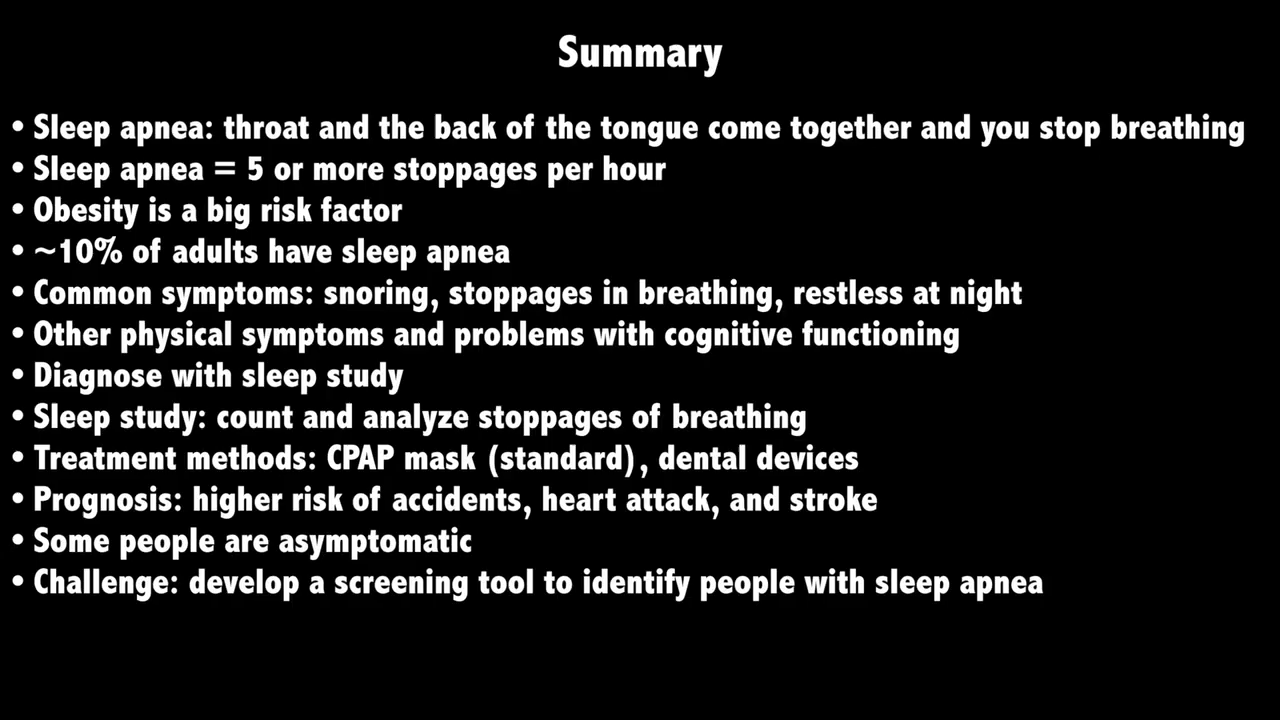 Summary
• Sleep apnea: throat and the back of the tongue come together and you stop breathing
• Sleep apnea = 5 or more stoppages per hour
• Obesity is a big risk factor
• ~10% of adults have sleep apnea
• Common symptoms: snoring, stoppages in breathing, restless at night
• Other physical symptoms and problems with cognitive functioning
• Diagnose with sleep study
• Sleep study: count and analyze stoppages of breathing
• Treatment methods: CPAP mask (standard), dental devices
• Prognosis: higher risk of accidents, heart attack, and stroke
• Some people are asymptomatic
• Challenge: develop a screening tool to identify people with sleep apnea